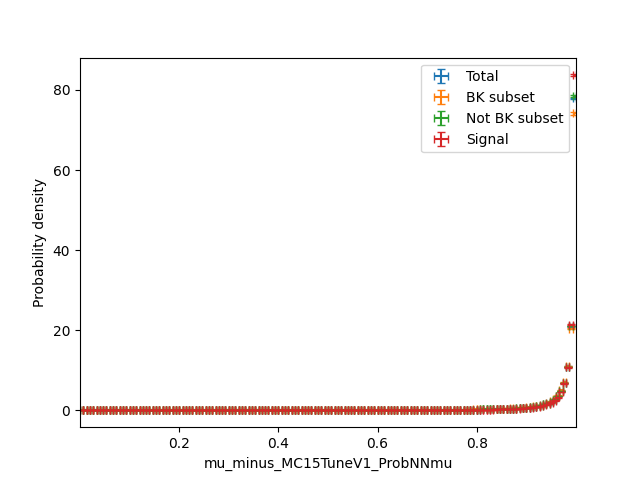 80
60
40
20
0
Probability density
Total
BK subset
Not BK subset
Signal
0.2
0.4
0.6
0.8
mu_minus_MC15TuneV1_ProbNNmu